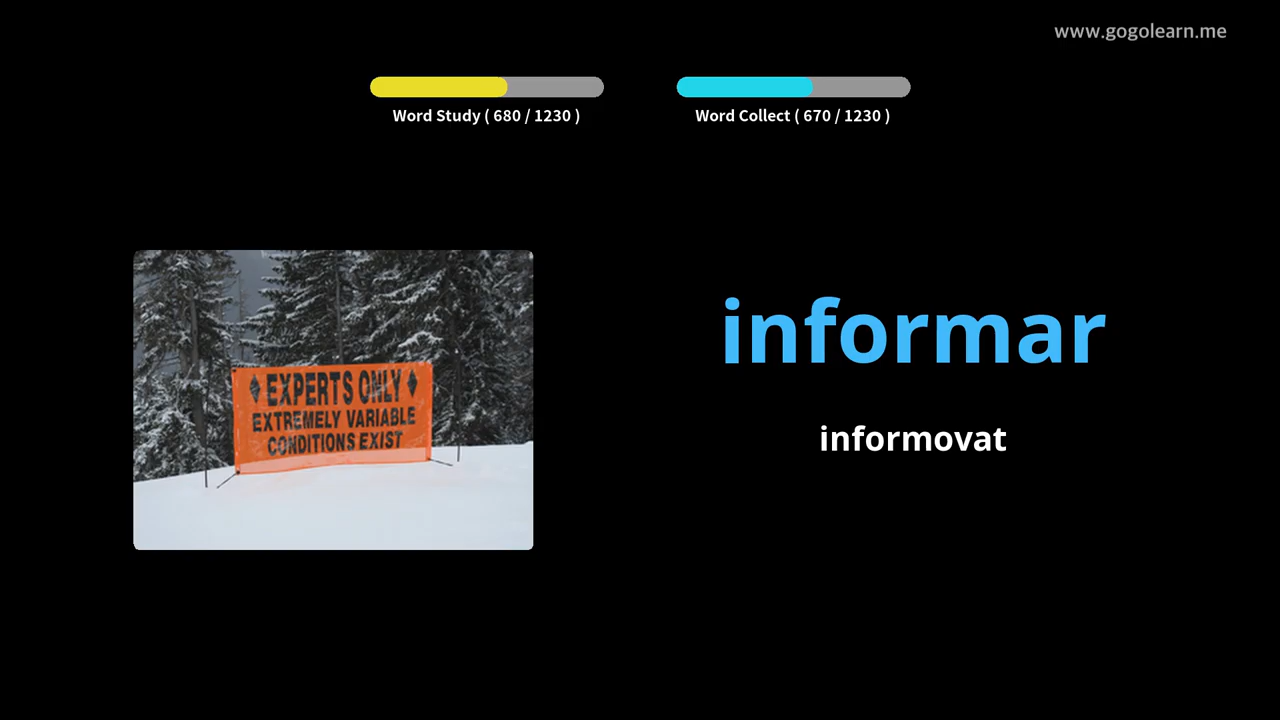 www.gogolearn.me
Word Study ( 680 / 1230 )
Word Collect ( 670 / 1230 )
EXPERTS ONLY
EXTREMELY VARIABLE
CONDITIONS EXIST
informar
informovat